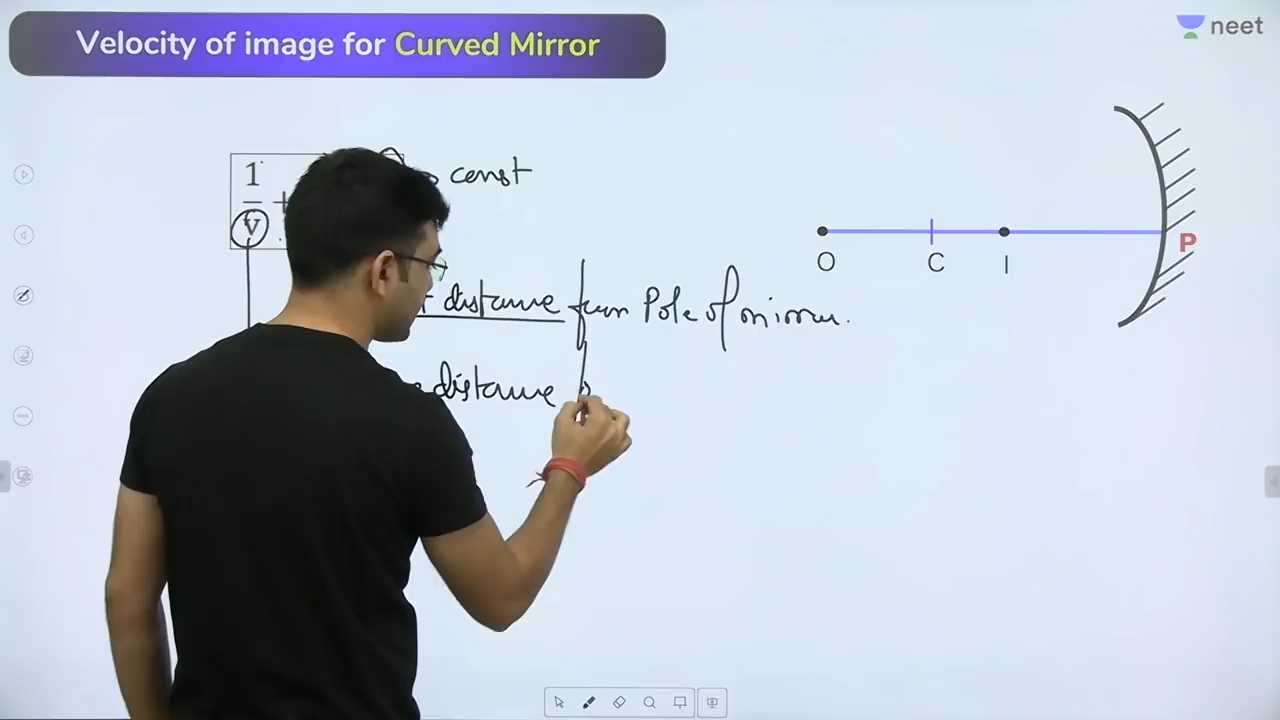 Velocity of image for Curved Mirror
neet
1
v
+
const
distance from Pole of mirror.
distance
O
C
I
P